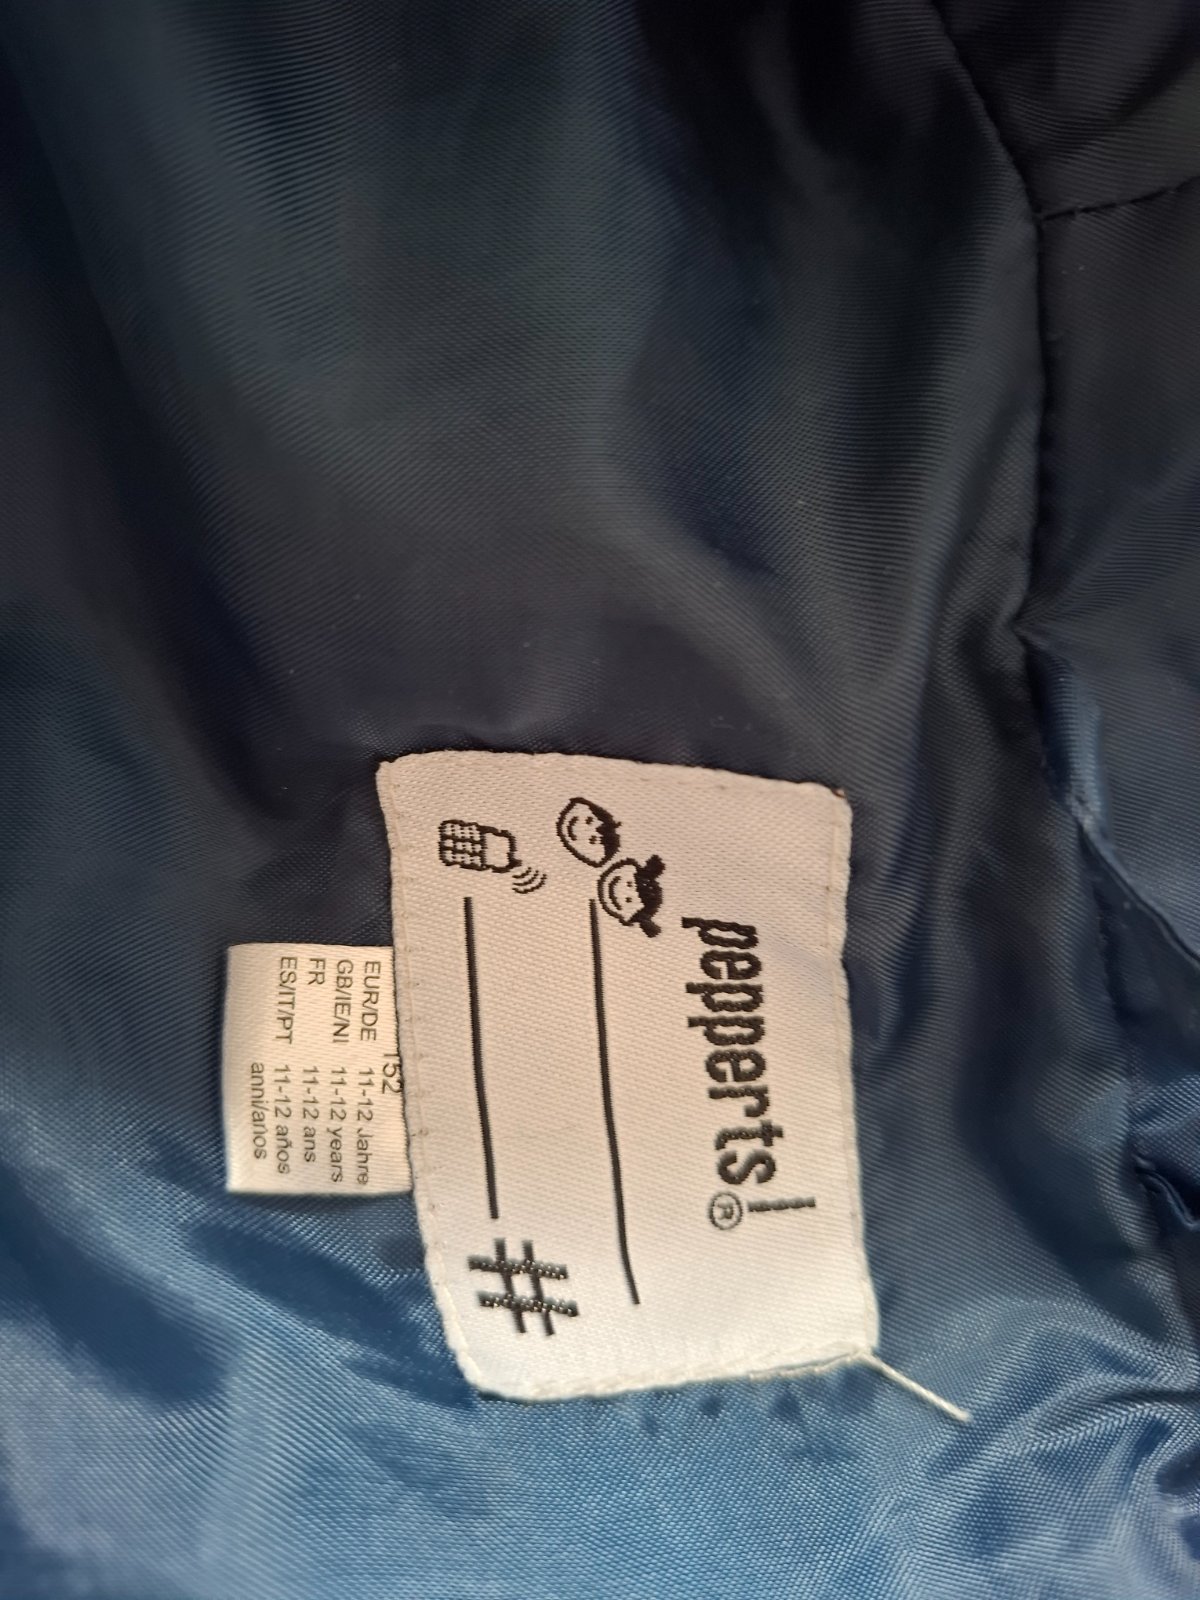 pepperts!®
#
152
EUR/DE 11-12 Jahre
GB/IE/NI 11-12 years
FR 11-12 ans
ES/IT/PT 11-12 años
anni/anos